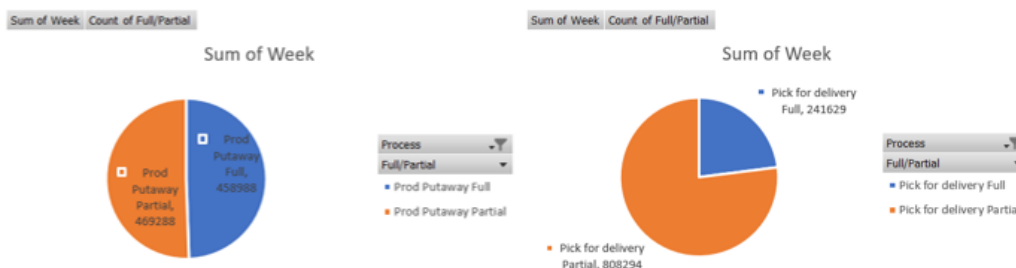 Sum of Week Count of Full/Partial
Sum of Week
Prod
Putaway
Full,
458988
Prod
Putaway
Partial,
469288
Process
Full/Partial
Prod Putaway Full
Prod Putaway Partial
Sum of Week Count of Full/Partial
Sum of Week
Pick for delivery
Full, 241629
Pick for delivery
Partial, 808294
Process
Full/Partial
Pick for delivery Full
Pick for delivery Partia